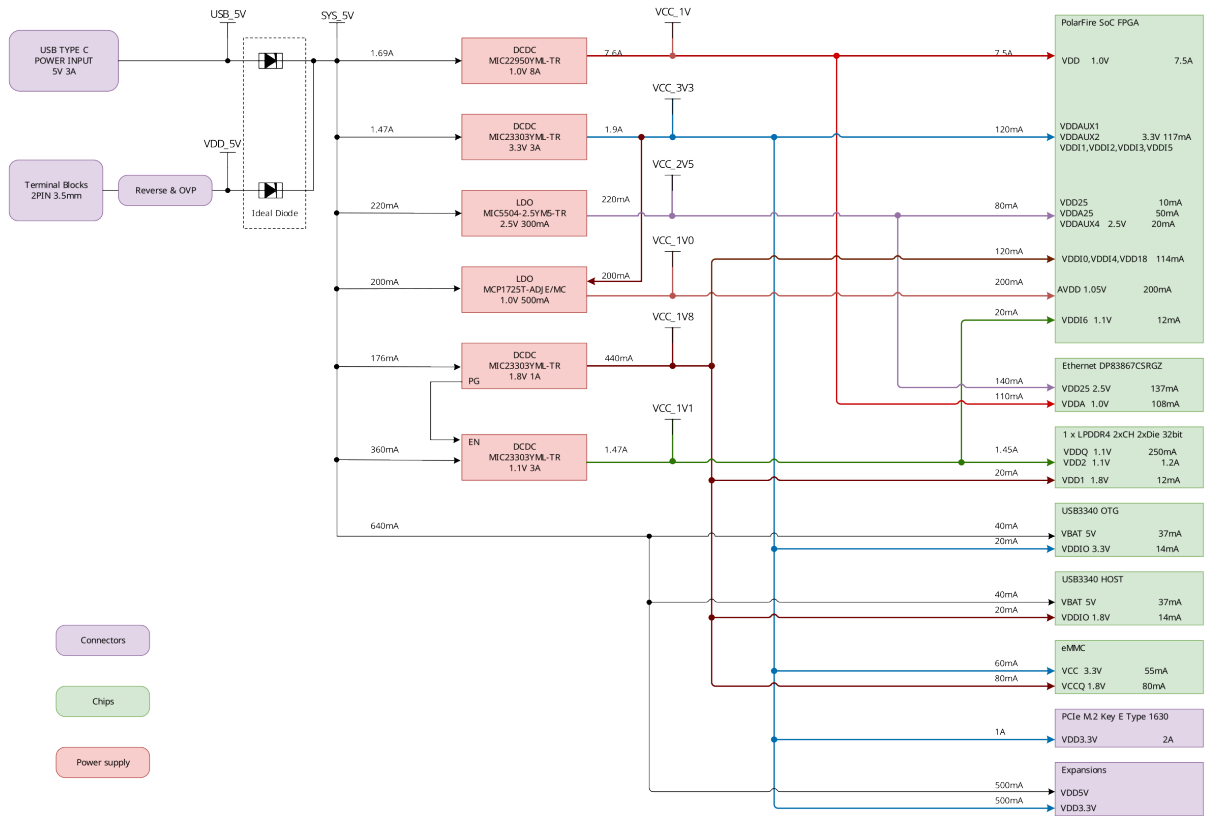 USB_5V
SYS_5V
VCC_1V
USB TYPE C
POWER INPUT
5V 3A
1.69A
DCDC
MIC22950YML-TR
1.0V 8A
7.6A
7.5A
PolarFire SoC FPGA
VDD 1.0V 7.5A
VCC_3V3
1.47A
DCDC
MIC23303YML-TR
3.3V 3A
1.9A
120mA
VDDAUX1
VDDAUX2 3.3V 117mA
VDDI1,VDDI2,VDDI3,VDDI5
VDD_5V
VCC_2V5
Terminal Blocks
2PIN 3.5mm
Reverse & OVP
Ideal Diode
220mA
LDO
MIC5504-2.5YM5-TR
2.5V 300mA
220mA
80mA
VDD25 10mA
VDDA25 50mA
VDDAUX4 2.5V 20mA
VCC_1V0
120mA
VDDI0,VDDI4,VDD18 114mA
200mA
LDO
MCP1725T-ADJE/MC
1.0V 500mA
200mA
200mA
AVDD 1.05V 200mA
VCC_1V8
20mA
VDDI6 1.1V 12mA
176mA
DCDC
MIC23303YML-TR
1.8V 1A
PG
440mA
Ethernet DP83867CSRGZ
140mA
VDD25 2.5V 137mA
110mA
VDDA 1.0V 108mA
VCC_1V1
360mA
EN
DCDC
MIC23303YML-TR
1.1V 3A
1.47A
1.45A
1 x LPDDR4 2xCH 2xDie 32bit
VDDQ 1.1V 250mA
VDD2 1.1V 1.2A
20mA
VDD1 1.8V 12mA
640mA
USB3340 OTG
40mA
VBAT 5V 37mA
20mA
VDDIO 3.3V 14mA
USB3340 HOST
40mA
VBAT 5V 37mA
20mA
VDDIO 1.8V 14mA
eMMC
60mA
VCC 3.3V 55mA
80mA
VCCQ 1.8V 80mA
PCIe M.2 Key E Type 1630
1A
VDD3.3V 2A
Expansions
500mA
VDD5V
500mA
VDD3.3V
Connectors
Chips
Power supply